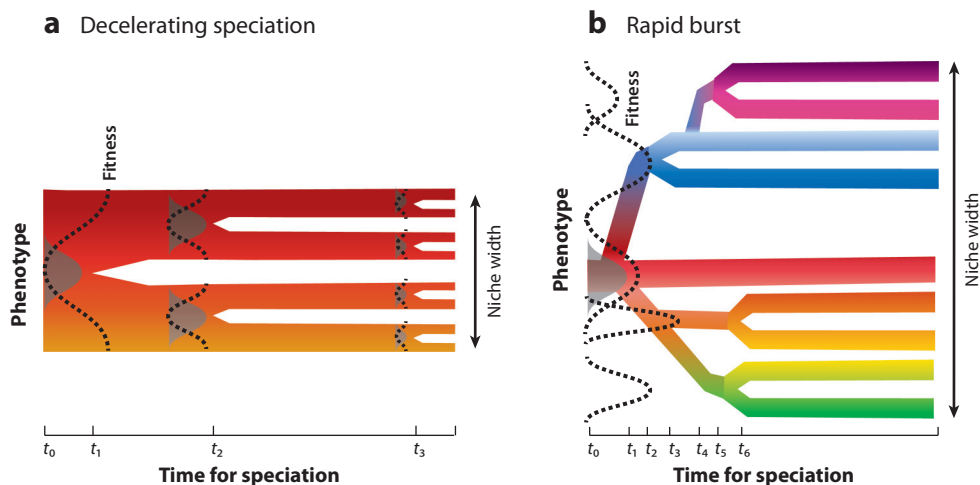 a Decelerating speciation
Fitness
Phenotype
Niche width
t0 t1 t2 t3
Time for speciation
b Rapid burst
Fitness
Phenotype
Niche width
t0 t1 t2 t3 t4 t5 t6
Time for speciation